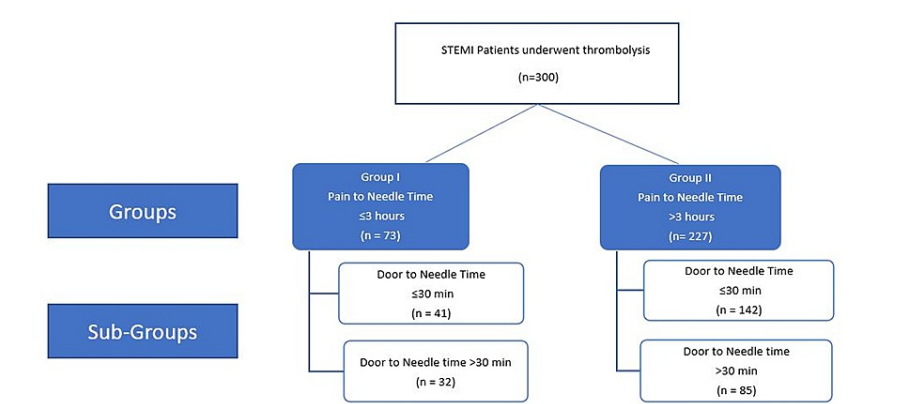 STEMI Patients underwent thrombolysis
(n=300)
Groups
Group I
Pain to Needle Time
≤3 hours
(n = 73)
Group II
Pain to Needle Time
>3 hours
(n= 227)
Sub-Groups
Door to Needle Time
≤30 min
(n = 41)
Door to Needle time >30 min
(n = 32)
Door to Needle Time
≤30 min
(n = 142)
Door to Needle time
>30 min
(n = 85)